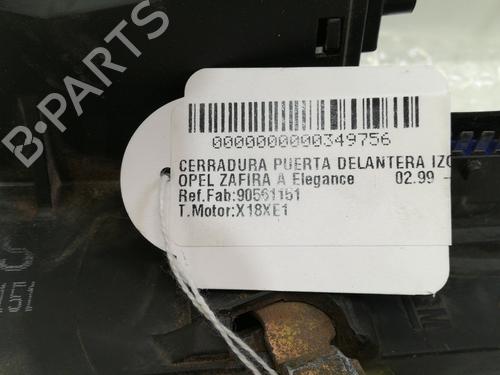 B-PARTS
0000000000349756
CERRADURA PUERTA DELANTERA IZQ
OPEL ZAFIRA A Elegance 02.99 -
Ref.Fab:90561151
T.Motor:X18XE1